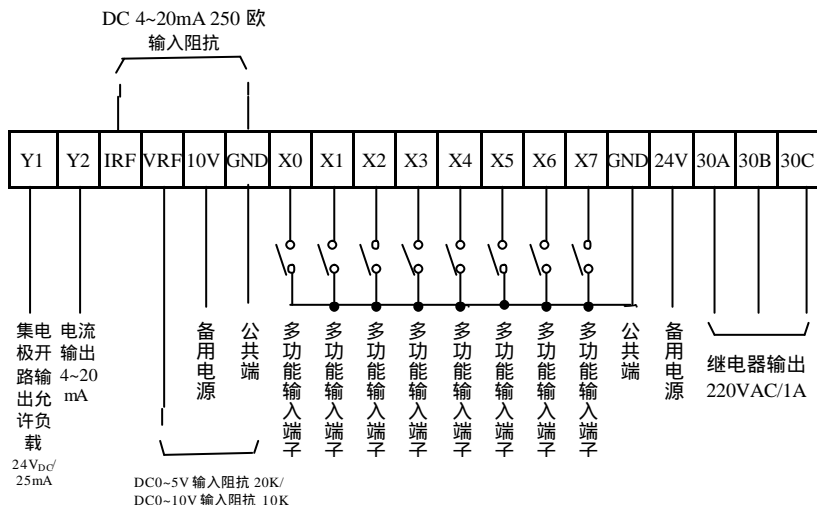 DC 4~20mA 250 欧
输入阻抗
Y1 Y2 IRF VRF 10V GND X0 X1 X2 X3 X4 X5 X6 X7 GND 24V 30A 30B 30C
集电
极开
路输
出允
许负
载
24VDC/
25mA
电流
输出
4~20
mA
备用电源
公共端
多功能输入端子
多功能输入端子
多功能输入端子
多功能输入端子
多功能输入端子
多功能输入端子
多功能输入端子
多功能输入端子
公共端
备用电源
继电器输出
220VAC/1A
DC0~5V 输入阻抗 20K/
DC0~10V 输入阻抗 10K